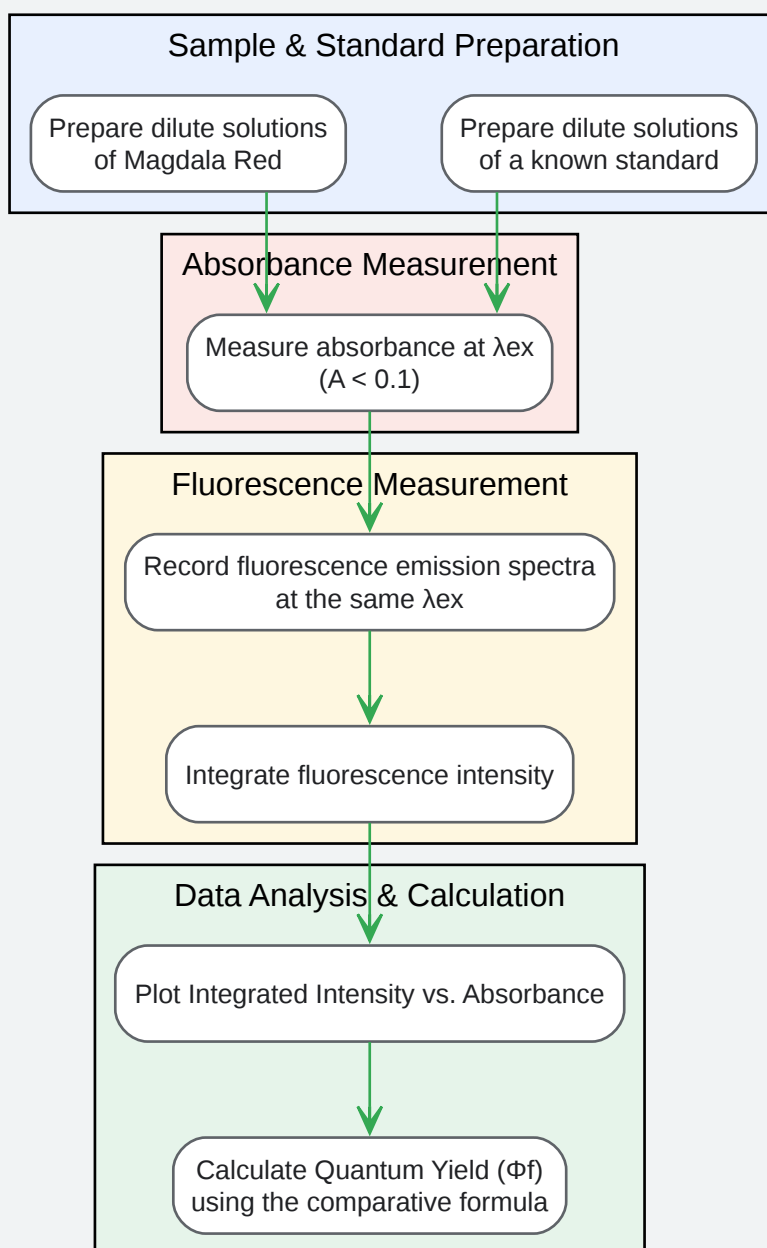 Sample & Standard Preparation
Prepare dilute solutions
of Magdala Red
Prepare dilute solutions
of a known standard
Absorbance Measurement
Measure absorbance at λex
(A < 0.1)
Fluorescence Measurement
Record fluorescence emission spectra
at the same λex
Integrate fluorescence intensity
Data Analysis & Calculation
Plot Integrated Intensity vs. Absorbance
Calculate Quantum Yield (Φf)
using the comparative formula